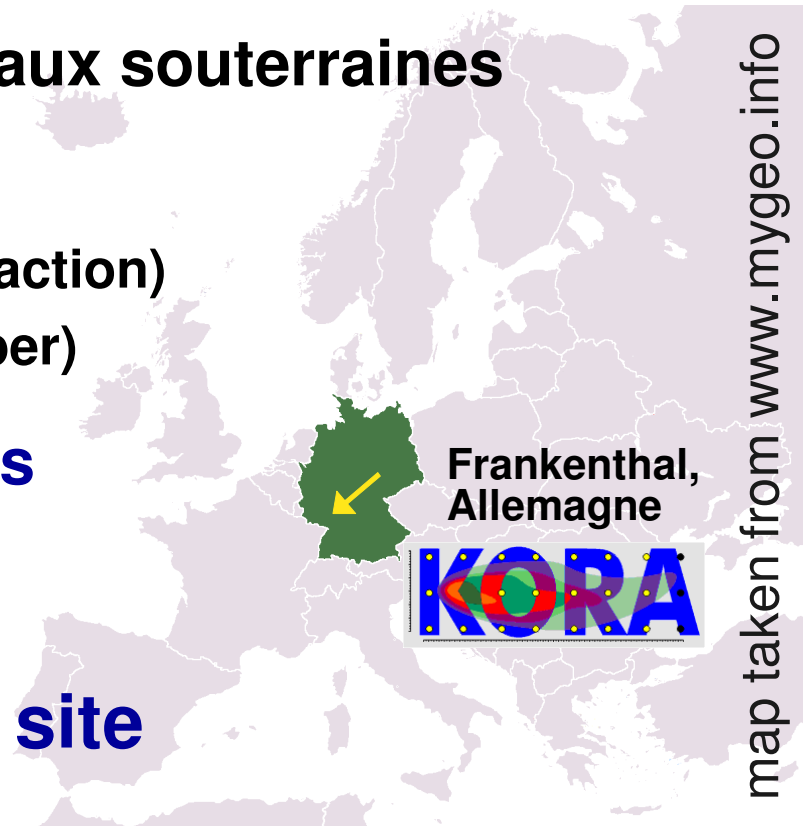 aux souterraines
action)
per)
s
Frankenthal,
Allemagne
KORA
site
map taken from www.mygeo.info